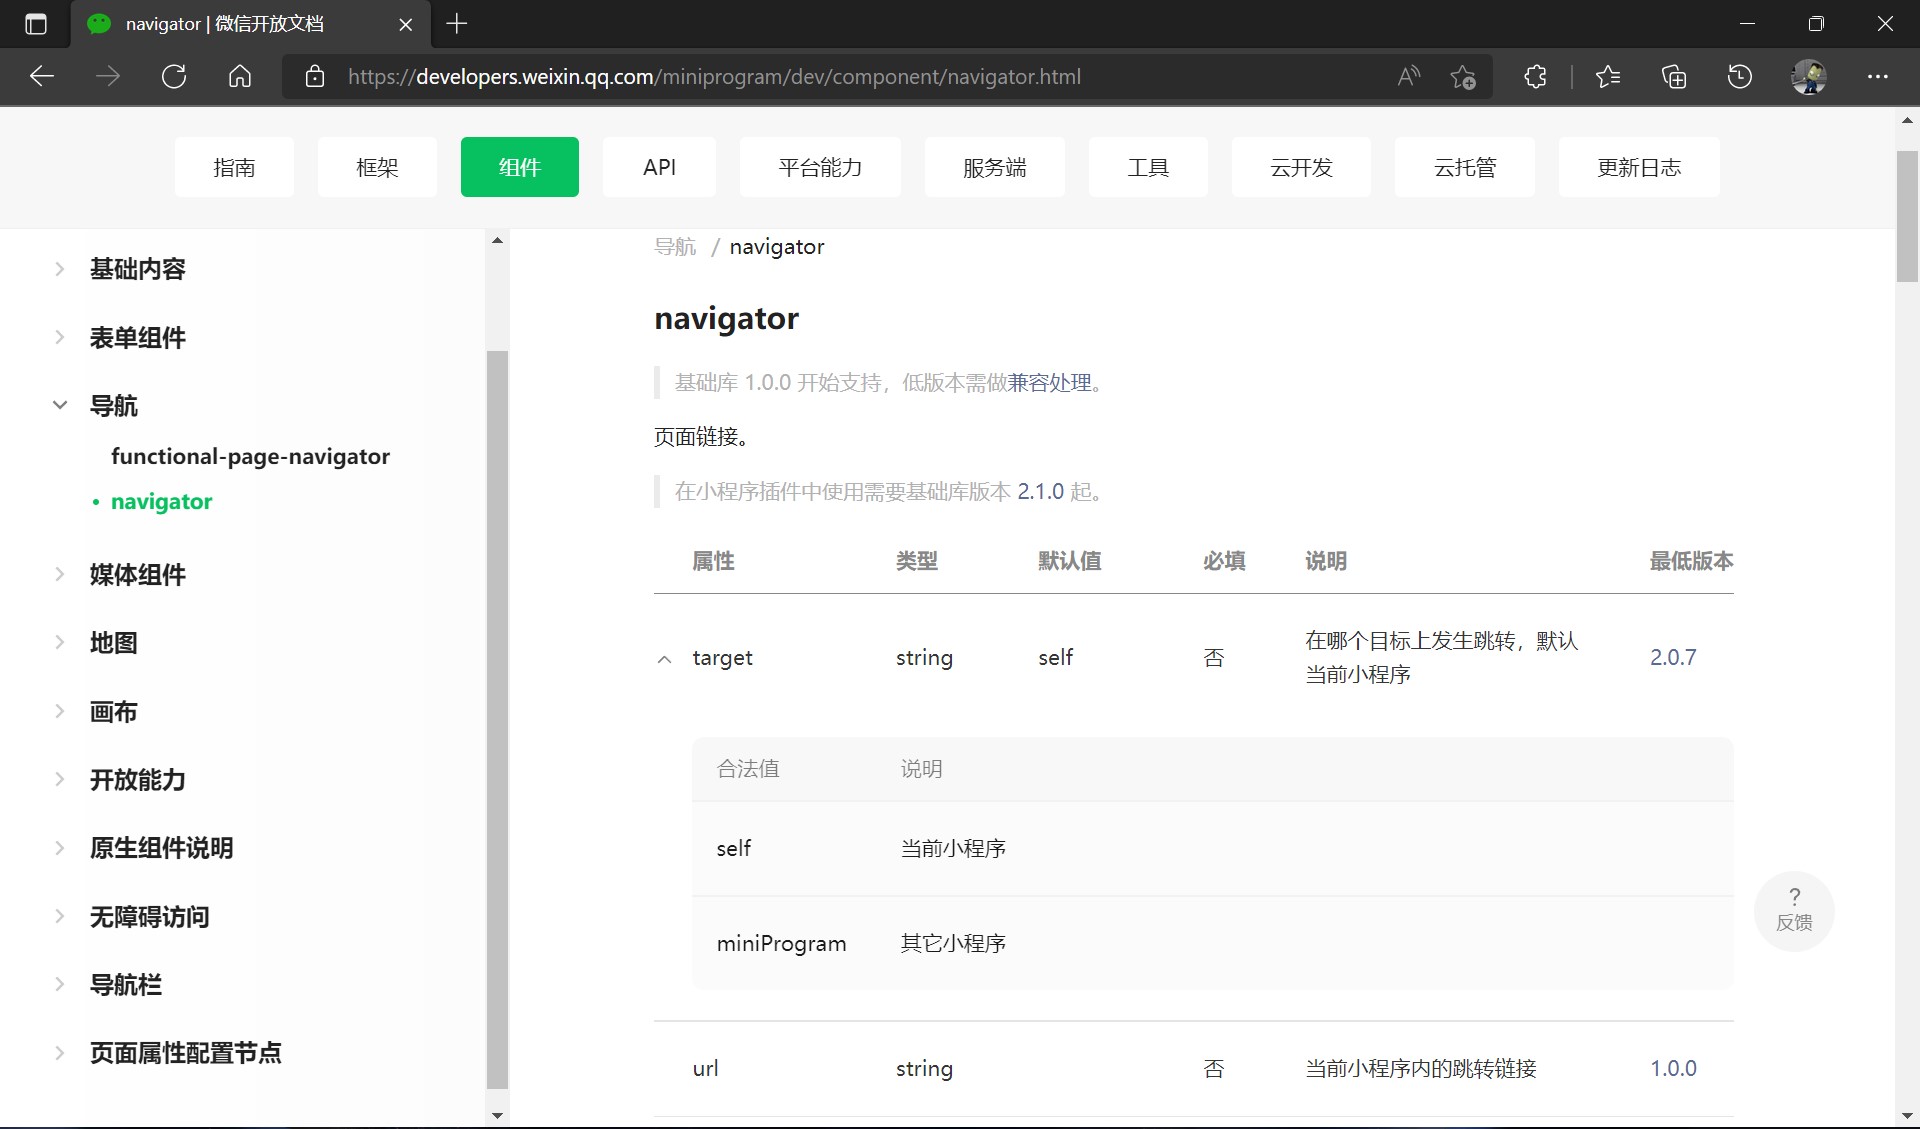 navigator | 微信开放文档
https://developers.weixin.qq.com/miniprogram/dev/component/navigator.html
指南 框架 组件 API 平台能力 服务端 工具 云开发 云托管 更新日志
基础内容
表单组件
导航
functional-page-navigator
• navigator
媒体组件
地图
画布
开放能力
原生组件说明
无障碍访问
导航栏
页面属性配置节点
导航 / navigator
navigator
基础库 1.0.0 开始支持，低版本需做兼容处理。
页面链接。
在小程序插件中使用需要基础库版本 2.1.0 起。
属性 类型 默认值 必填 说明 最低版本
target string self 否 在哪个目标上发生跳转，默认
当前小程序 2.0.7
合法值 说明
self 当前小程序
miniProgram 其它小程序
url string 否 当前小程序内的跳转链接 1.0.0
?
反馈